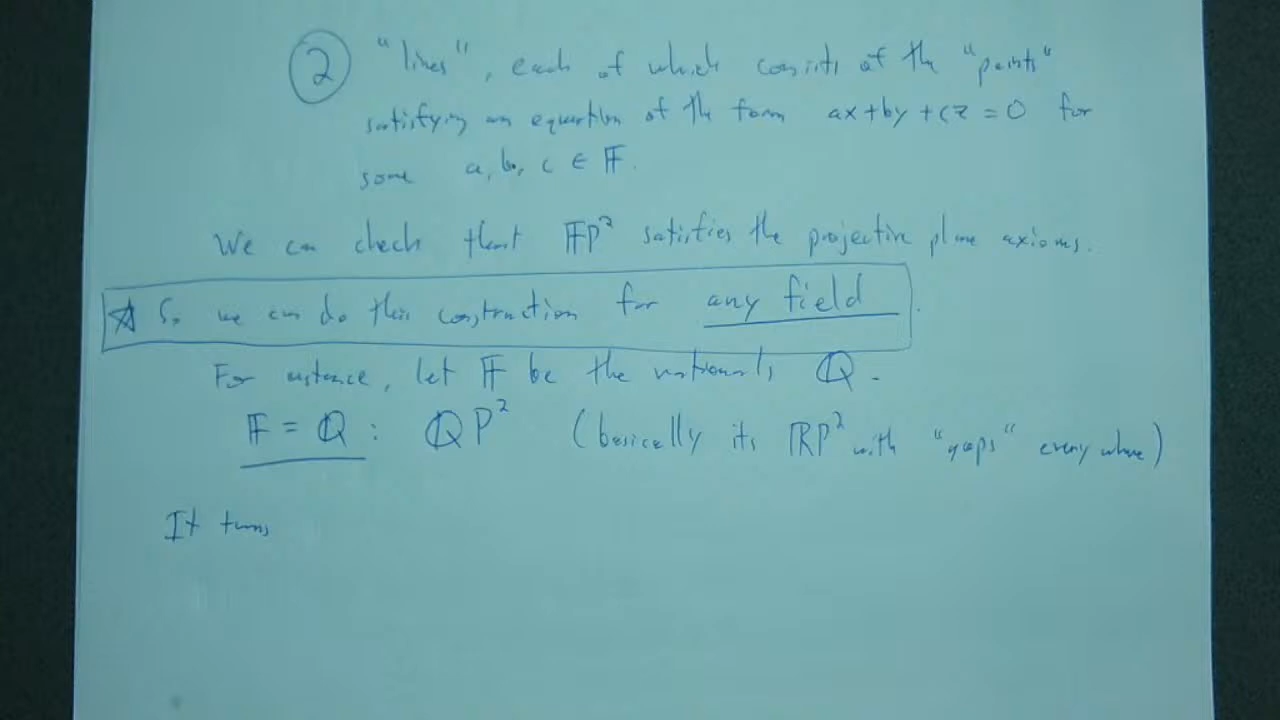 ② "lines", each of which consists of the "points"
satisfying an equation of the form ax+by+cz=0 for
some a, b, c ∈ 𝔽.
We can check that 𝔽P² satisfies the projective plane axioms.
☆ So we can do this construction for any field.
For instance, let 𝔽 be the rationals ℚ.
𝔽 = ℚ : ℚP² (basically its ℝP² with "gaps" everywhere)
It turns